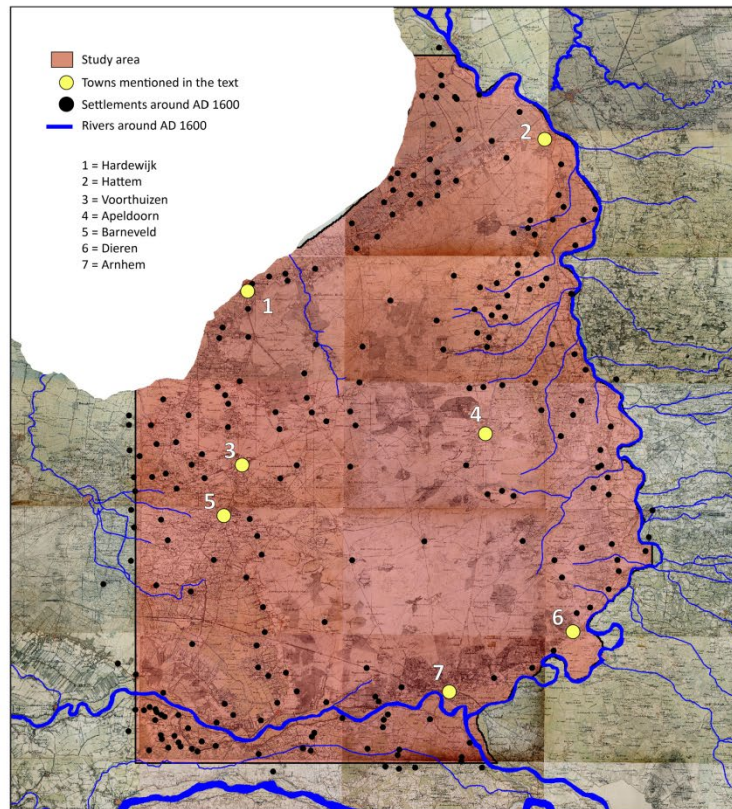 Study area
Towns mentioned in the text
Settlements around AD 1600
Rivers around AD 1600
1 = Hardewijk
2 = Hattem
3 = Voorthuizen
4 = Apeldoorn
5 = Barneveld
6 = Dieren
7 = Arnhem
2
1
4
3
5
6
7